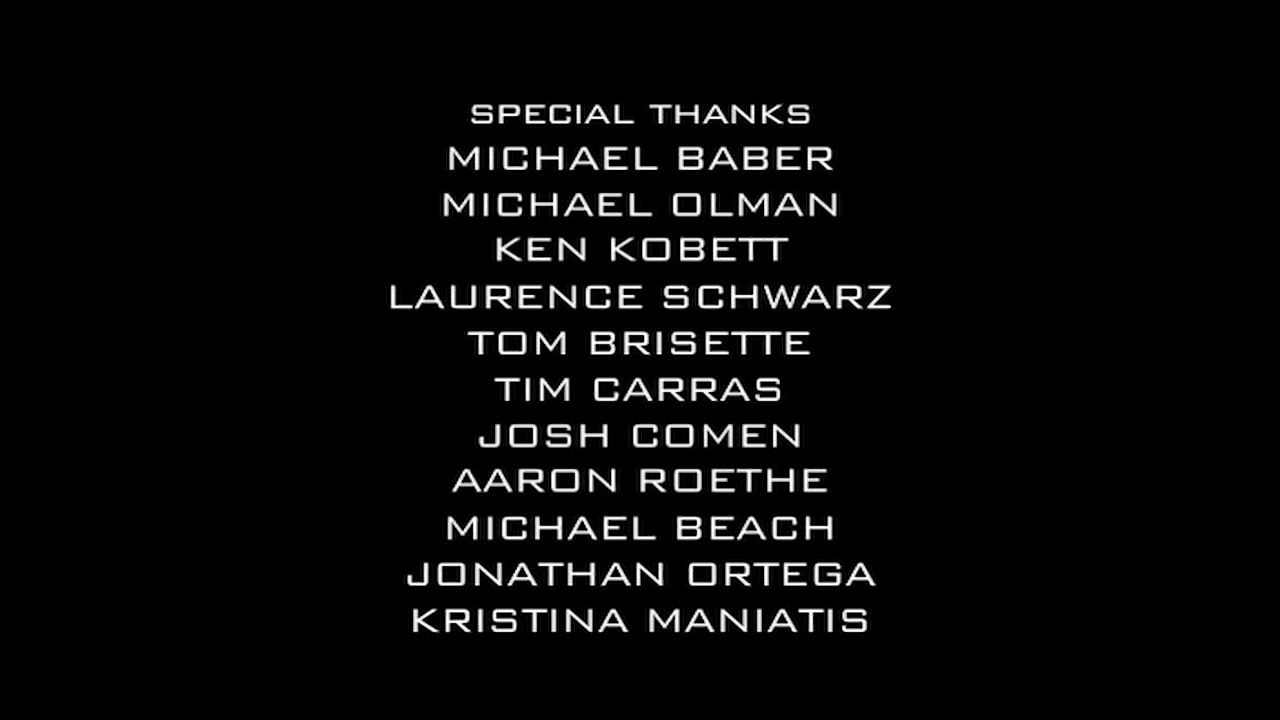 SPECIAL THANKS
MICHAEL BABER
MICHAEL OLMAN
KEN KOBETT
LAURENCE SCHWARZ
TOM BRISETTE
TIM CARRAS
JOSH COMEN
AARON ROETHE
MICHAEL BEACH
JONATHAN ORTEGA
KRISTINA MANIATIS